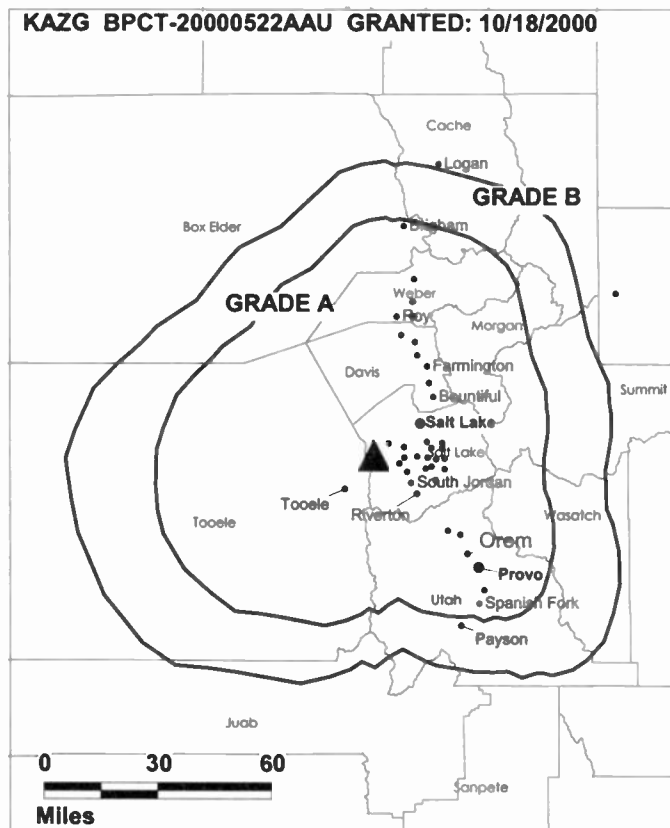 KAZG BPCT-20000522AAU GRANTED: 10/18/2000
Cache
Logan
GRADE B
Box Elder
Brigham
GRADE A
Weber
Roy
Morgan
Farmington
Davis
Summit
Bountiful
Salt Lake
Salt Lake
South Jordan
Tooele
Riverton
Tooele
Wasatch
Orem
Provo
Utah
Spanish Fork
Payson
Juab
0 30 60
Sanpete
Miles